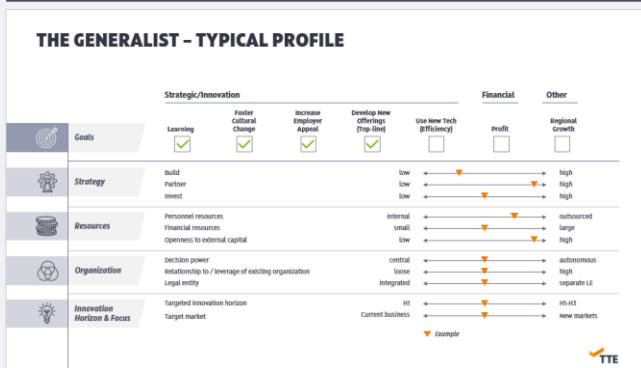 THE GENERALIST – TYPICAL PROFILE
Strategic/Innovation
Financial
Other
Learning
Foster
Cultural
Change
Increase
Employer
Appeal
Develop New
Offerings
(Top-line)
Use New Tech
(Efficiency)
Profit
Regional
Growth
Goals
Strategy
Build low high
Partner low high
Invest low high
Resources
Personnel resources internal outsourced
Financial resources small large
Openness to external capital low high
Organization
Decision power central autonomous
Relationship to / leverage of existing organization loose high
Legal entity integrated separate LE
Innovation
Horizon & Focus
Targeted innovation horizon H1 H1-H3
Target market Current business New markets
Example
TTE